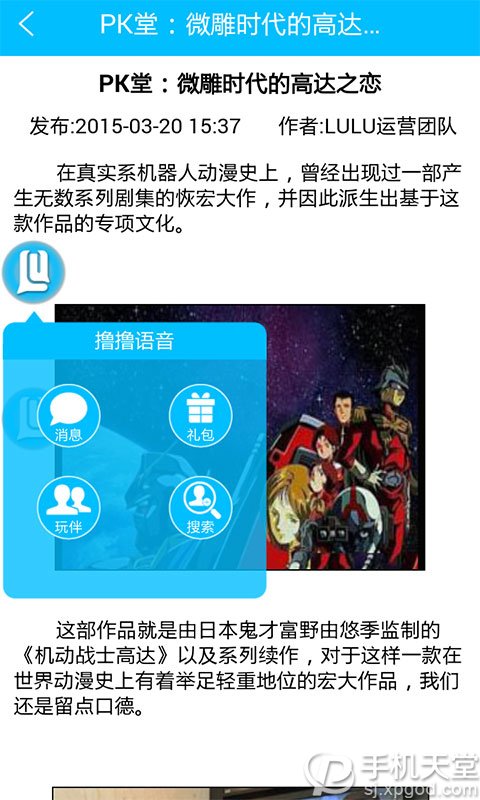 PK堂：微雕时代的高达...
PK堂：微雕时代的高达之恋
发布:2015-03-20 15:37 作者:LULU运营团队
在真实系机器人动漫史上，曾经出现过一部产
生无数系列剧集的恢宏大作，并因此派生出基于这
款作品的专项文化。
撸撸语音
消息 礼包
玩伴 搜索
这部作品就是由日本鬼才富野由悠季监制的
《机动战士高达》以及系列续作，对于这样一款在
世界动漫史上有着举足轻重地位的宏大作品，我们
还是留点口德。
手机天堂
sj.xpgod.com